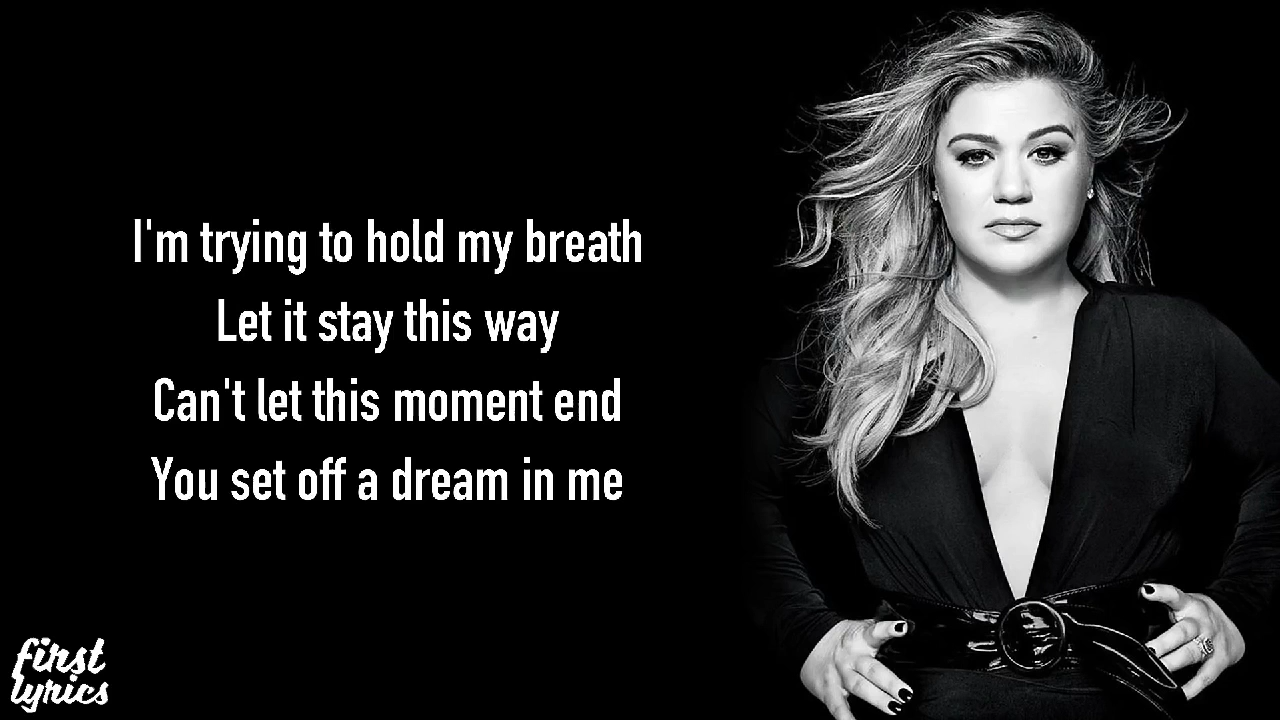 I'm trying to hold my breath
Let it stay this way
Can't let this moment end
You set off a dream in me
first
lyrics